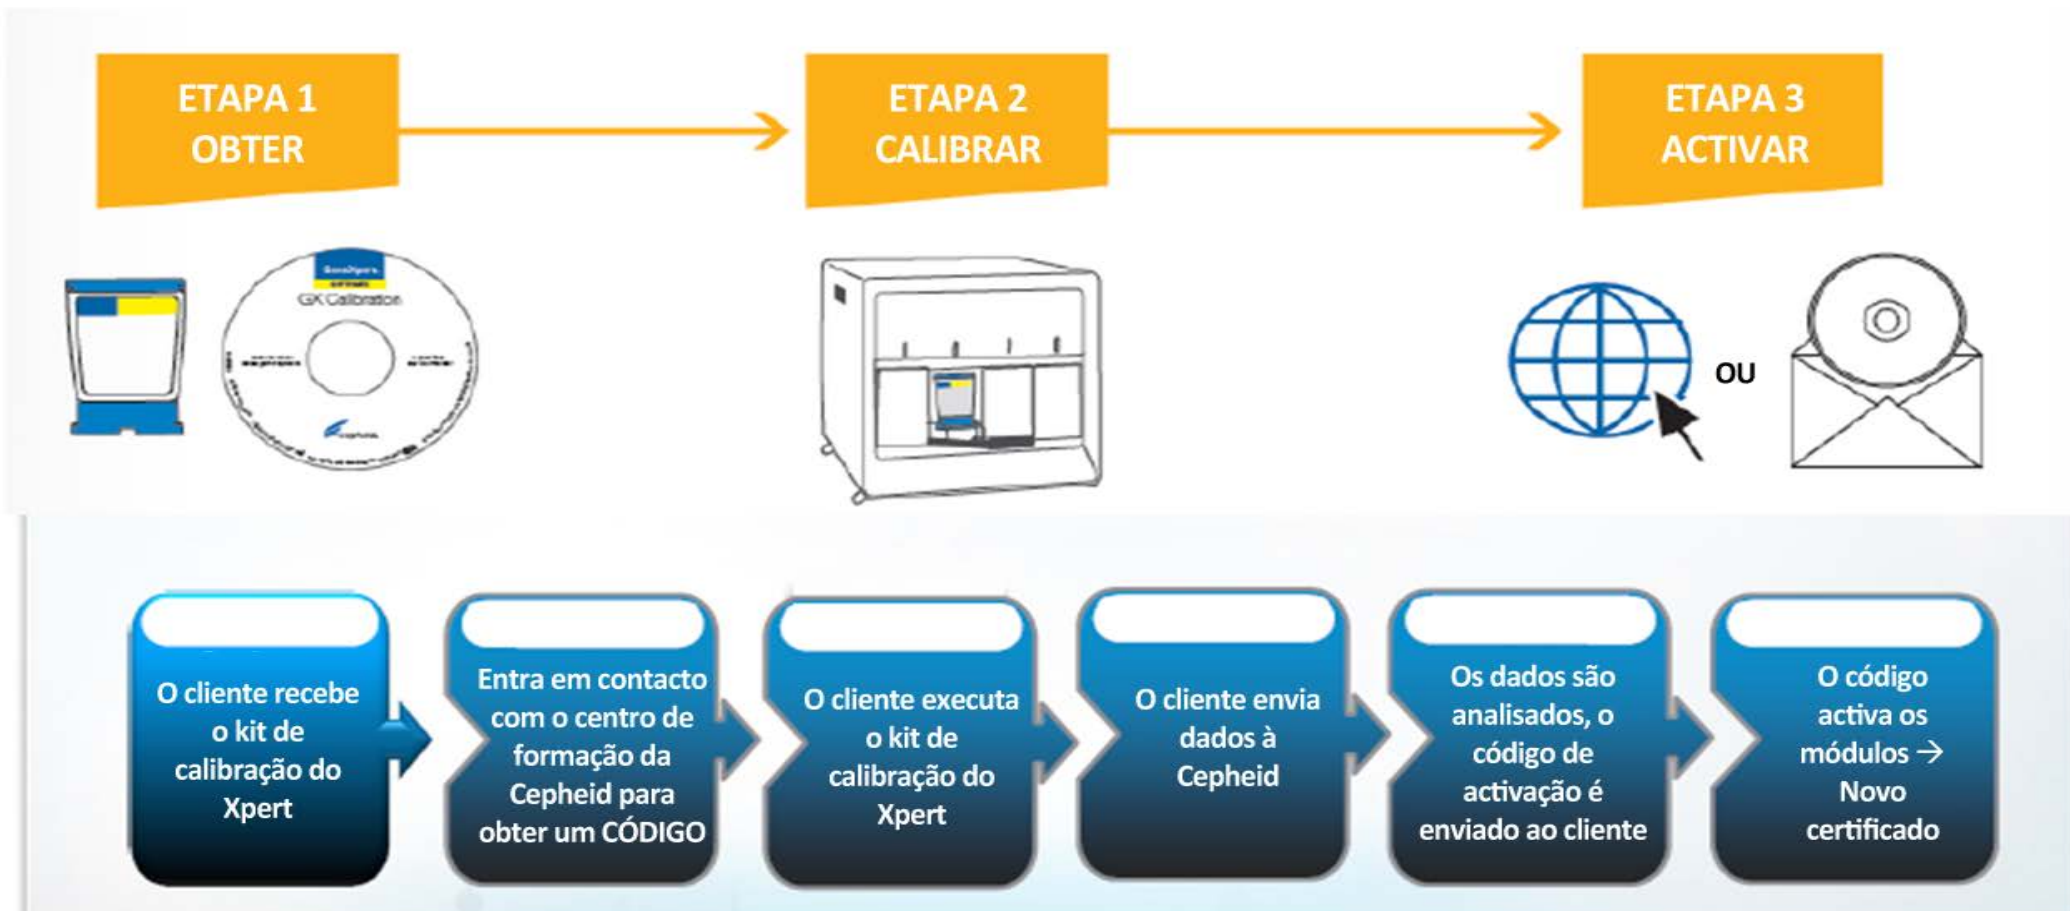 ETAPA 1
OBTER
ETAPA 2
CALIBRAR
ETAPA 3
ACTIVAR
GX Calibration
OU
O cliente recebe
o kit de
calibração do
Xpert
Entra em contacto
com o centro de
formação da
Cepheid para
obter um CÓDIGO
O cliente executa
o kit de
calibração do
Xpert
O cliente envia
dados à
Cepheid
Os dados são
analisados, o
código de
activação é
enviado ao cliente
O código
activa os
módulos →
Novo
certificado